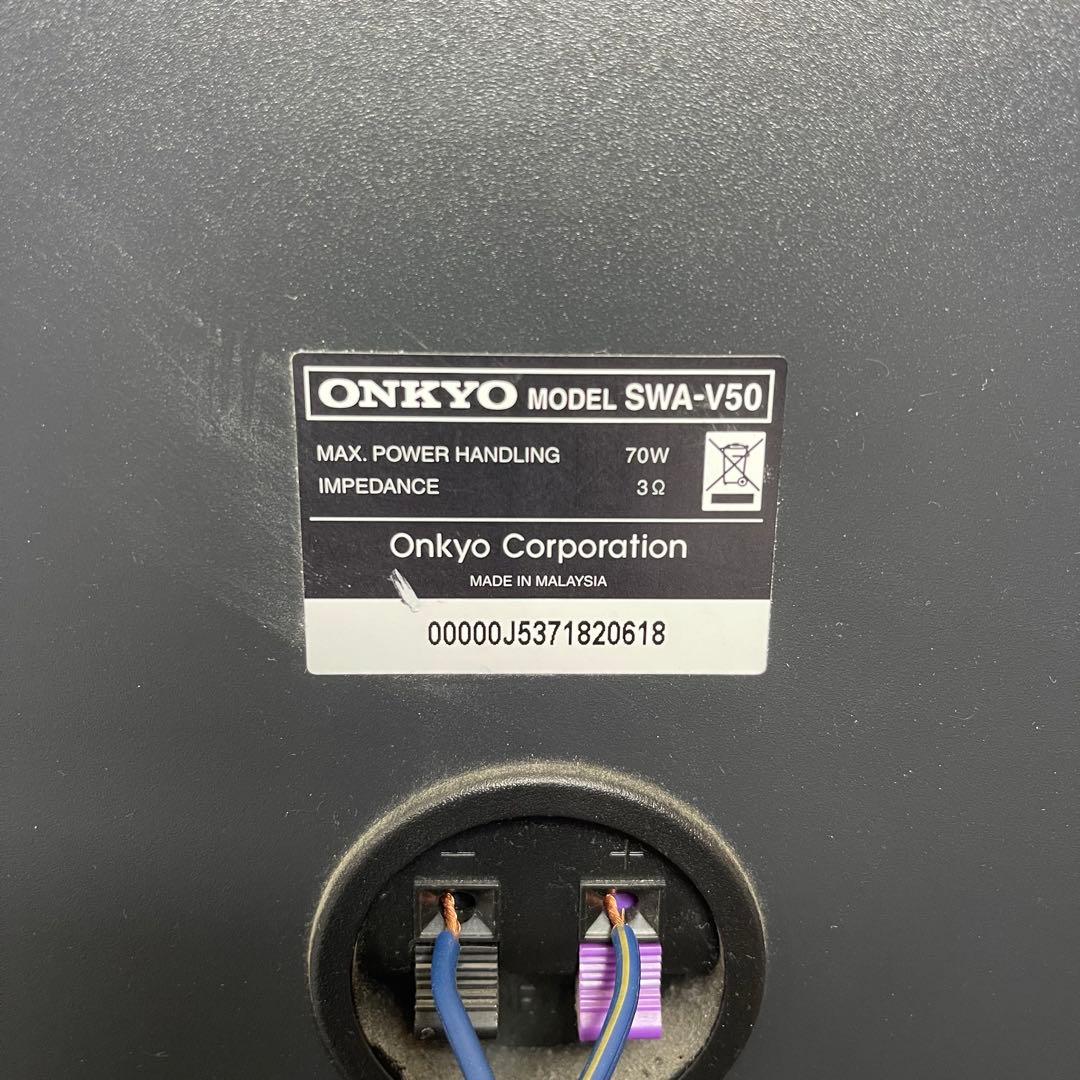 ONKYO MODEL SWA-V50
MAX. POWER HANDLING 70W
IMPEDANCE 3Ω
Onkyo Corporation
MADE IN MALAYSIA
00000J5371820618
− +